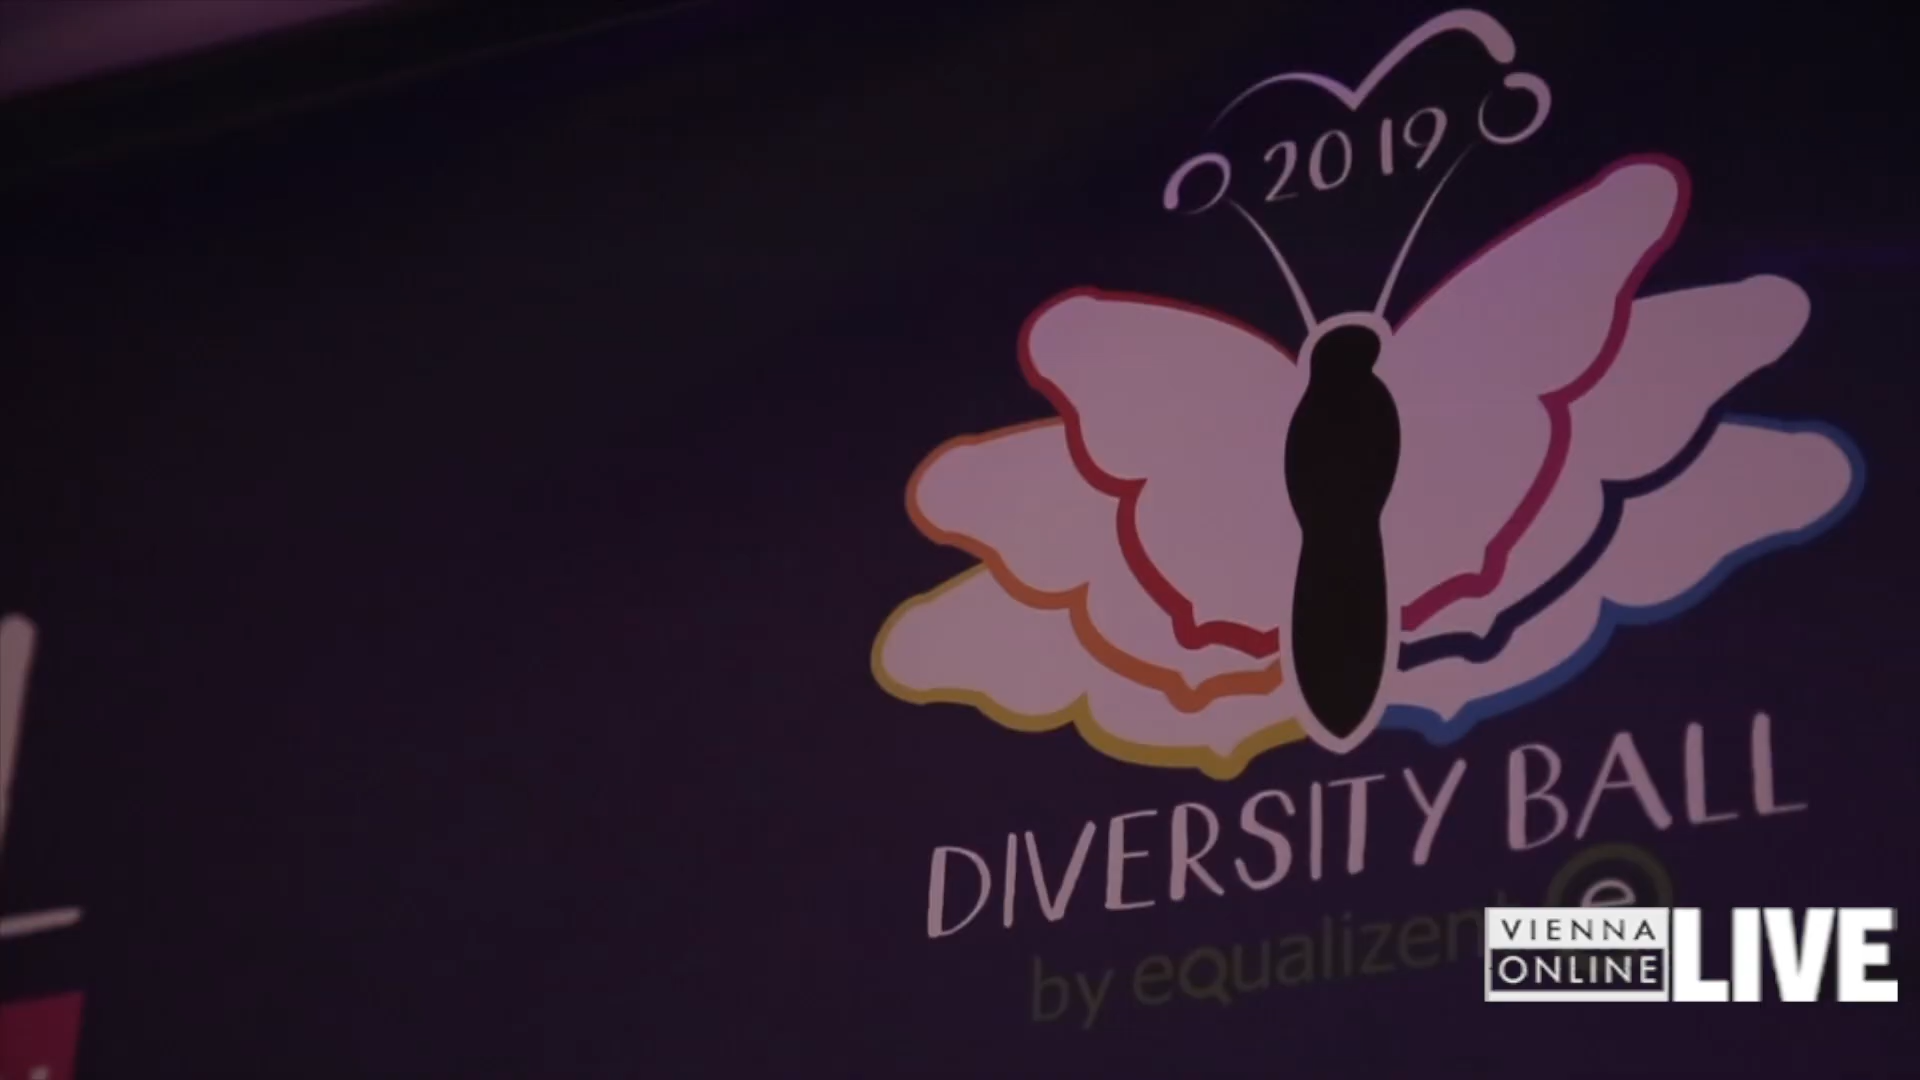 2019
DIVERSITY BALL
by equalizent
e
VIENNA
ONLINE
LIVE